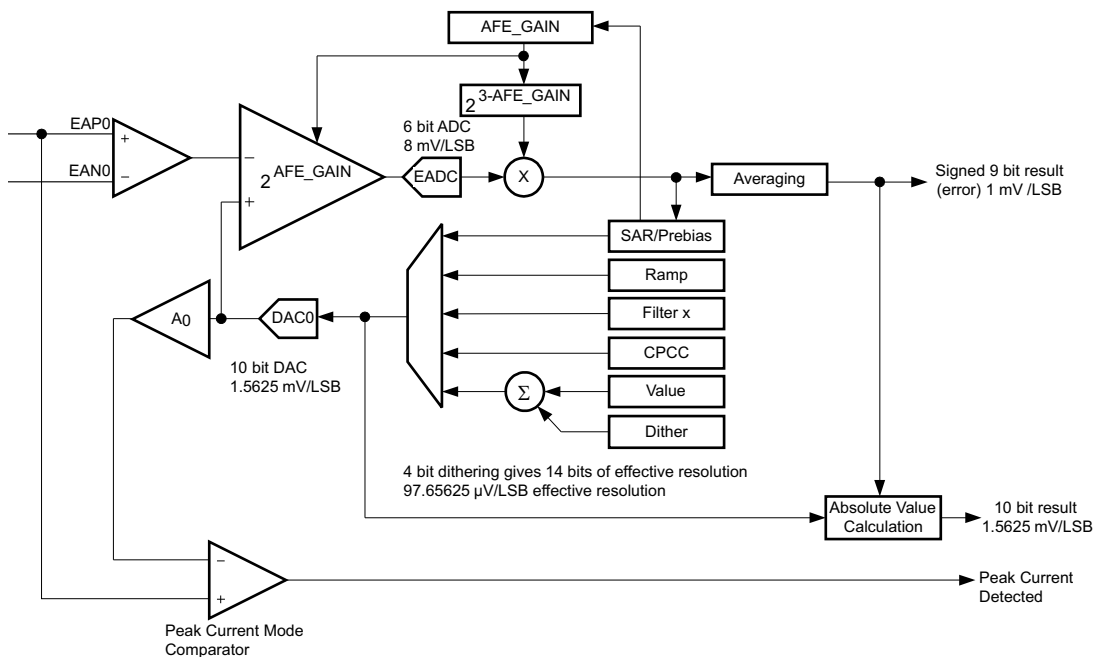 AFE_GAIN
2 3-AFE_GAIN
EAP0
+
EAN0
−
−
2 AFE_GAIN
+
6 bit ADC
8 mV/LSB
EADC
X
Averaging
Signed 9 bit result
(error) 1 mV /LSB
SAR/Prebias
Ramp
Filter x
CPCC
Value
Dither
Σ
A0
DAC0
10 bit DAC
1.5625 mV/LSB
4 bit dithering gives 14 bits of effective resolution
97.65625 μV/LSB effective resolution
Absolute Value
Calculation
10 bit result
1.5625 mV/LSB
−
+
Peak Current
Detected
Peak Current Mode
Comparator